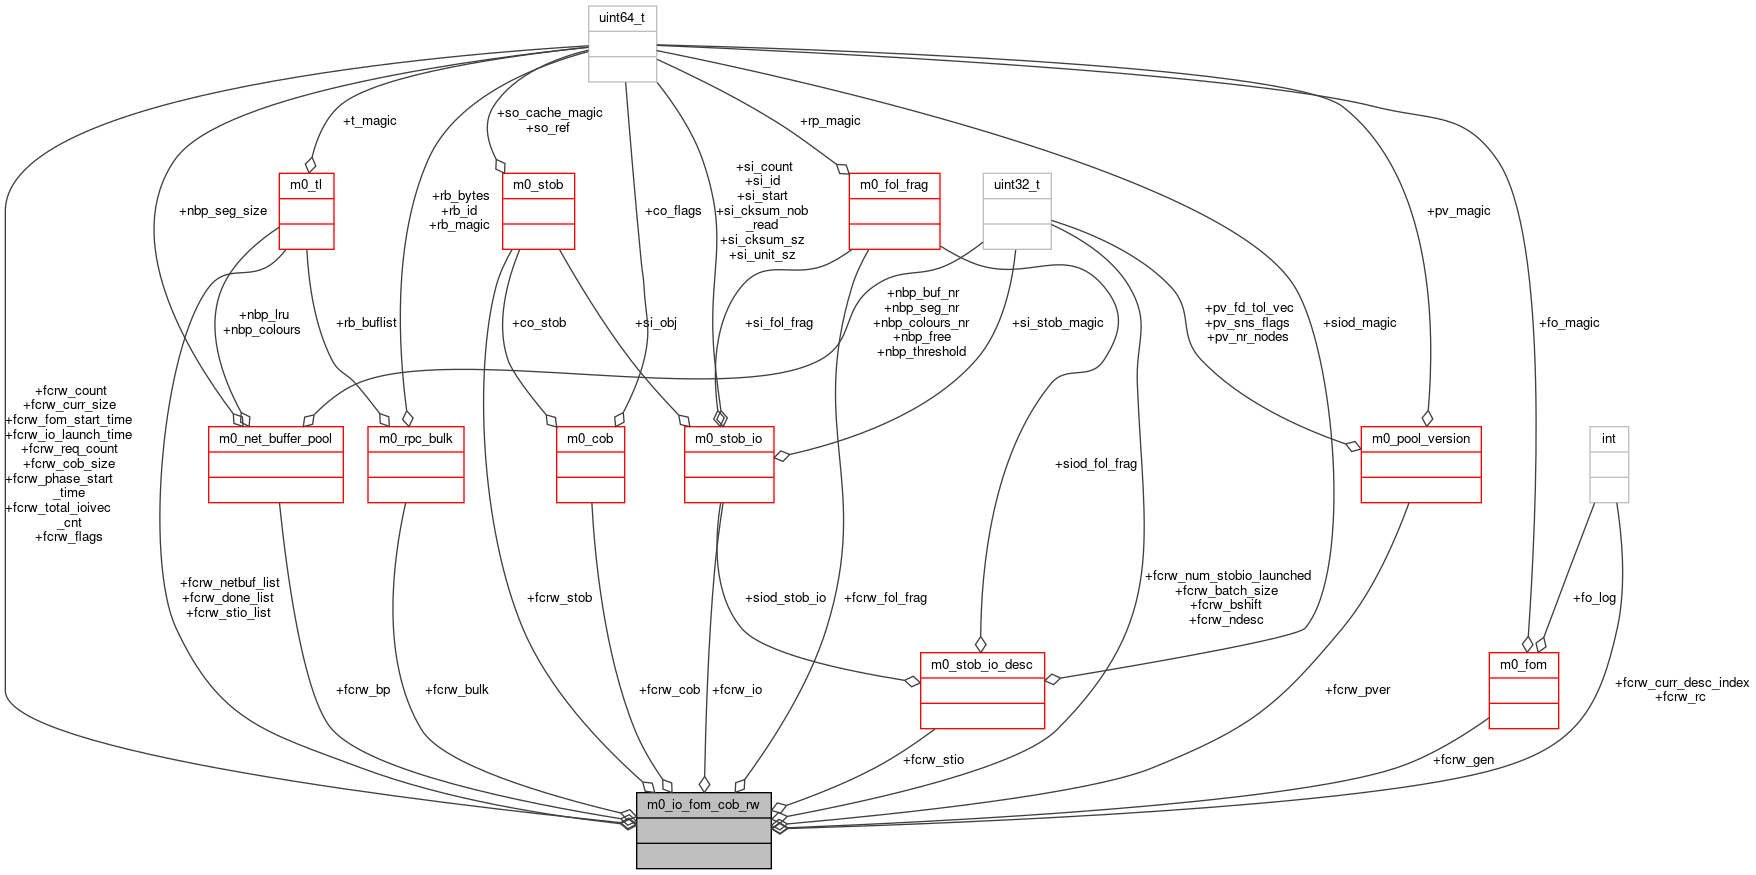 uint64_t
+so_cache_magic
+so_ref
+t_magic
+rp_magic
+si_count
+si_id
+si_start
+si_cksum_nob
_read
+si_cksum_sz
+si_unit_sz
m0_tl
m0_stob
m0_fol_frag
uint32_t
+rb_bytes
+rb_id
+rb_magic
+nbp_seg_size
+co_flags
+pv_magic
+nbp_lru
+nbp_colours
+rb_buflist
+co_stob
+si_obj
+si_fol_frag
+nbp_buf_nr
+nbp_seg_nr
+nbp_colours_nr
+nbp_free
+nbp_threshold
+si_stob_magic
+pv_fd_tol_vec
+pv_sns_flags
+pv_nr_nodes
+siod_magic
+fo_magic
+fcrw_count
+fcrw_curr_size
+fcrw_fom_start_time
+fcrw_io_launch_time
+fcrw_req_count
+fcrw_cob_size
+fcrw_phase_start
_time
+fcrw_total_ioivec
_cnt
+fcrw_flags
m0_net_buffer_pool
m0_rpc_bulk
m0_cob
m0_stob_io
m0_pool_version
int
+siod_fol_frag
+fcrw_netbuf_list
+fcrw_done_list
+fcrw_stio_list
+fcrw_stob
+siod_stob_io
+fcrw_fol_frag
+fcrw_num_stobio_launched
+fcrw_batch_size
+fcrw_bshift
+fcrw_ndesc
+fo_log
m0_stob_io_desc
m0_fom
+fcrw_bp
+fcrw_bulk
+fcrw_cob
+fcrw_io
+fcrw_pver
+fcrw_curr_desc_index
+fcrw_rc
+fcrw_stio
+fcrw_gen
m0_io_fom_cob_rw